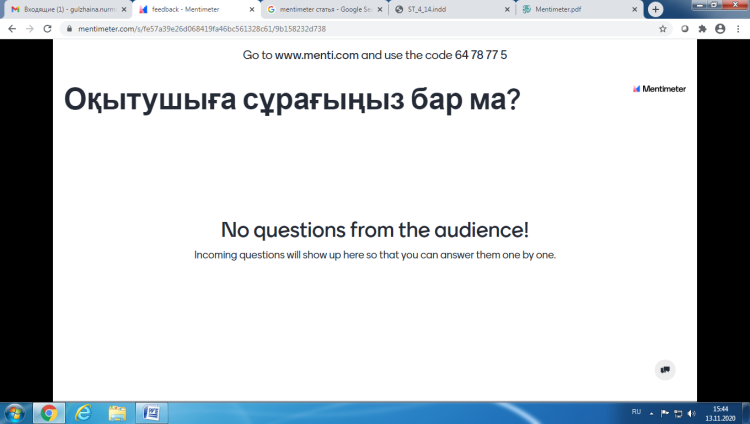 Входящие (1) - gulzhaina.nurm
feedback - Mentimeter
mentimeter статья - Google Sea
ST_4_14.indd
Mentimeter.pdf
mentimeter.com/s/fe57a39e26d068419fa46bc561328c61/9b158232d738
Go to www.menti.com and use the code 64 78 77 5
Оқытушыға сұрағыңыз бар ма?
Mentimeter
No questions from the audience!
Incoming questions will show up here so that you can answer them one by one.
RU
15:44
13.11.2020